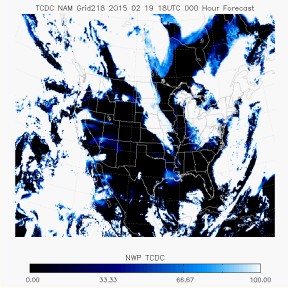 TCDC NAM Grid218 2015 02 19 18UTC 000 Hour Forecast
NWP TCDC
0.00 33.33 66.67 100.00